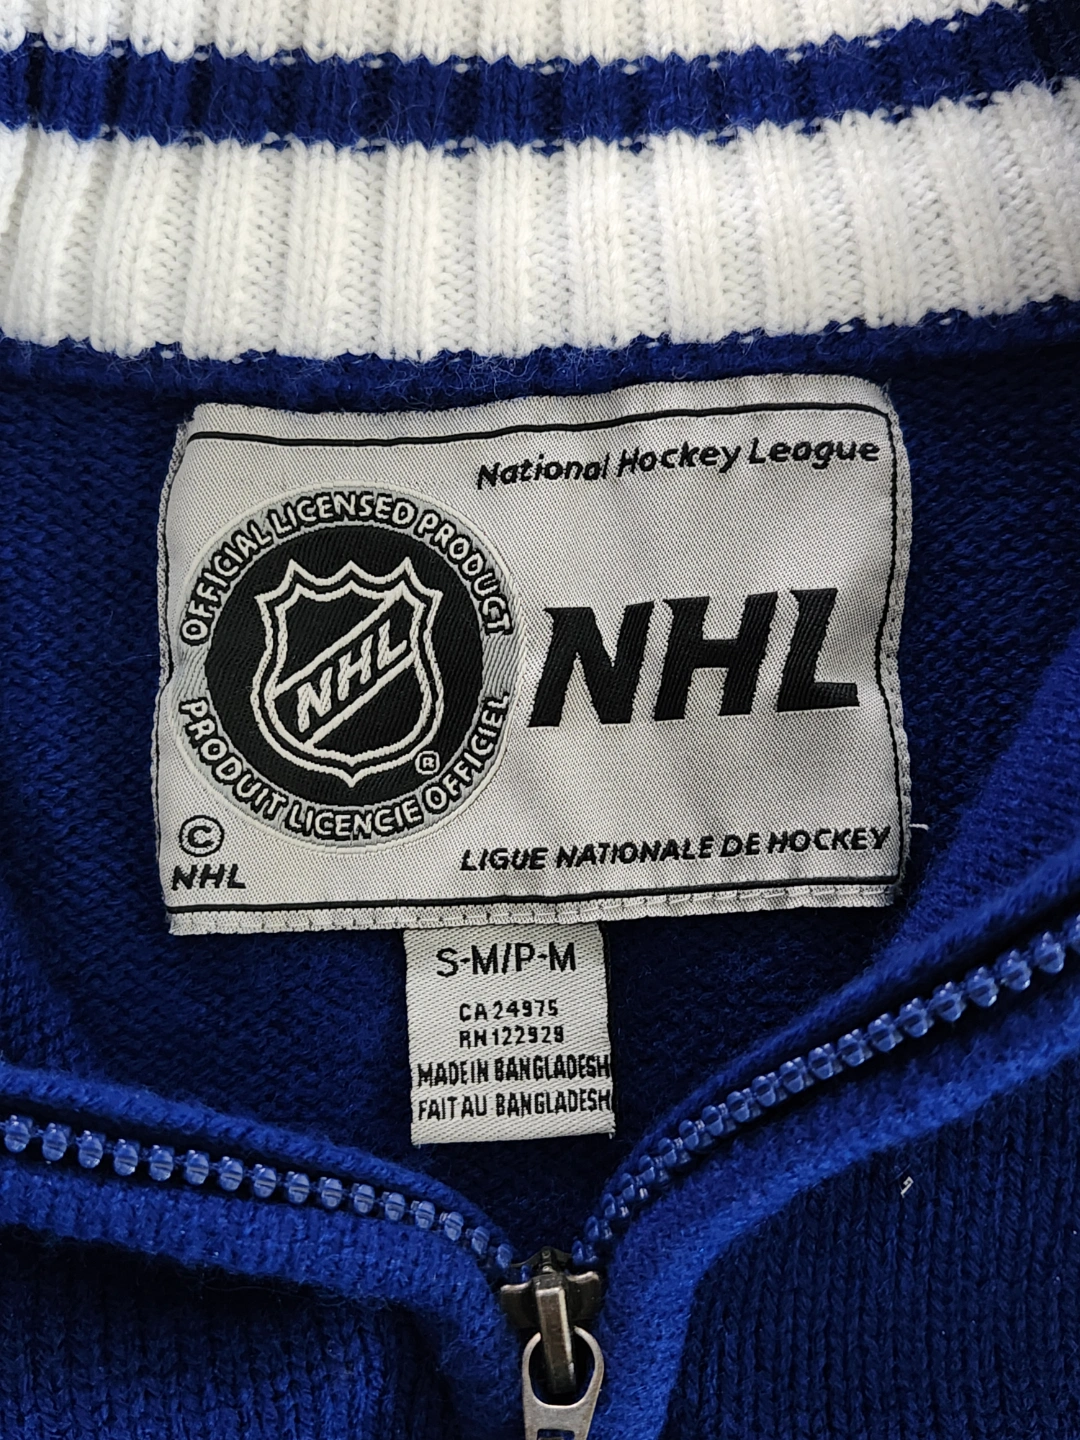 National Hockey League
OFFICIAL LICENSED PRODUCT
NHL
®
PRODUIT LICENCIE OFFICIEL
NHL
©
NHL
LIGUE NATIONALE DE HOCKEY
S-M/P-M
CA 24975
RN 122929
MADE IN BANGLADESH
FAIT AU BANGLADESH